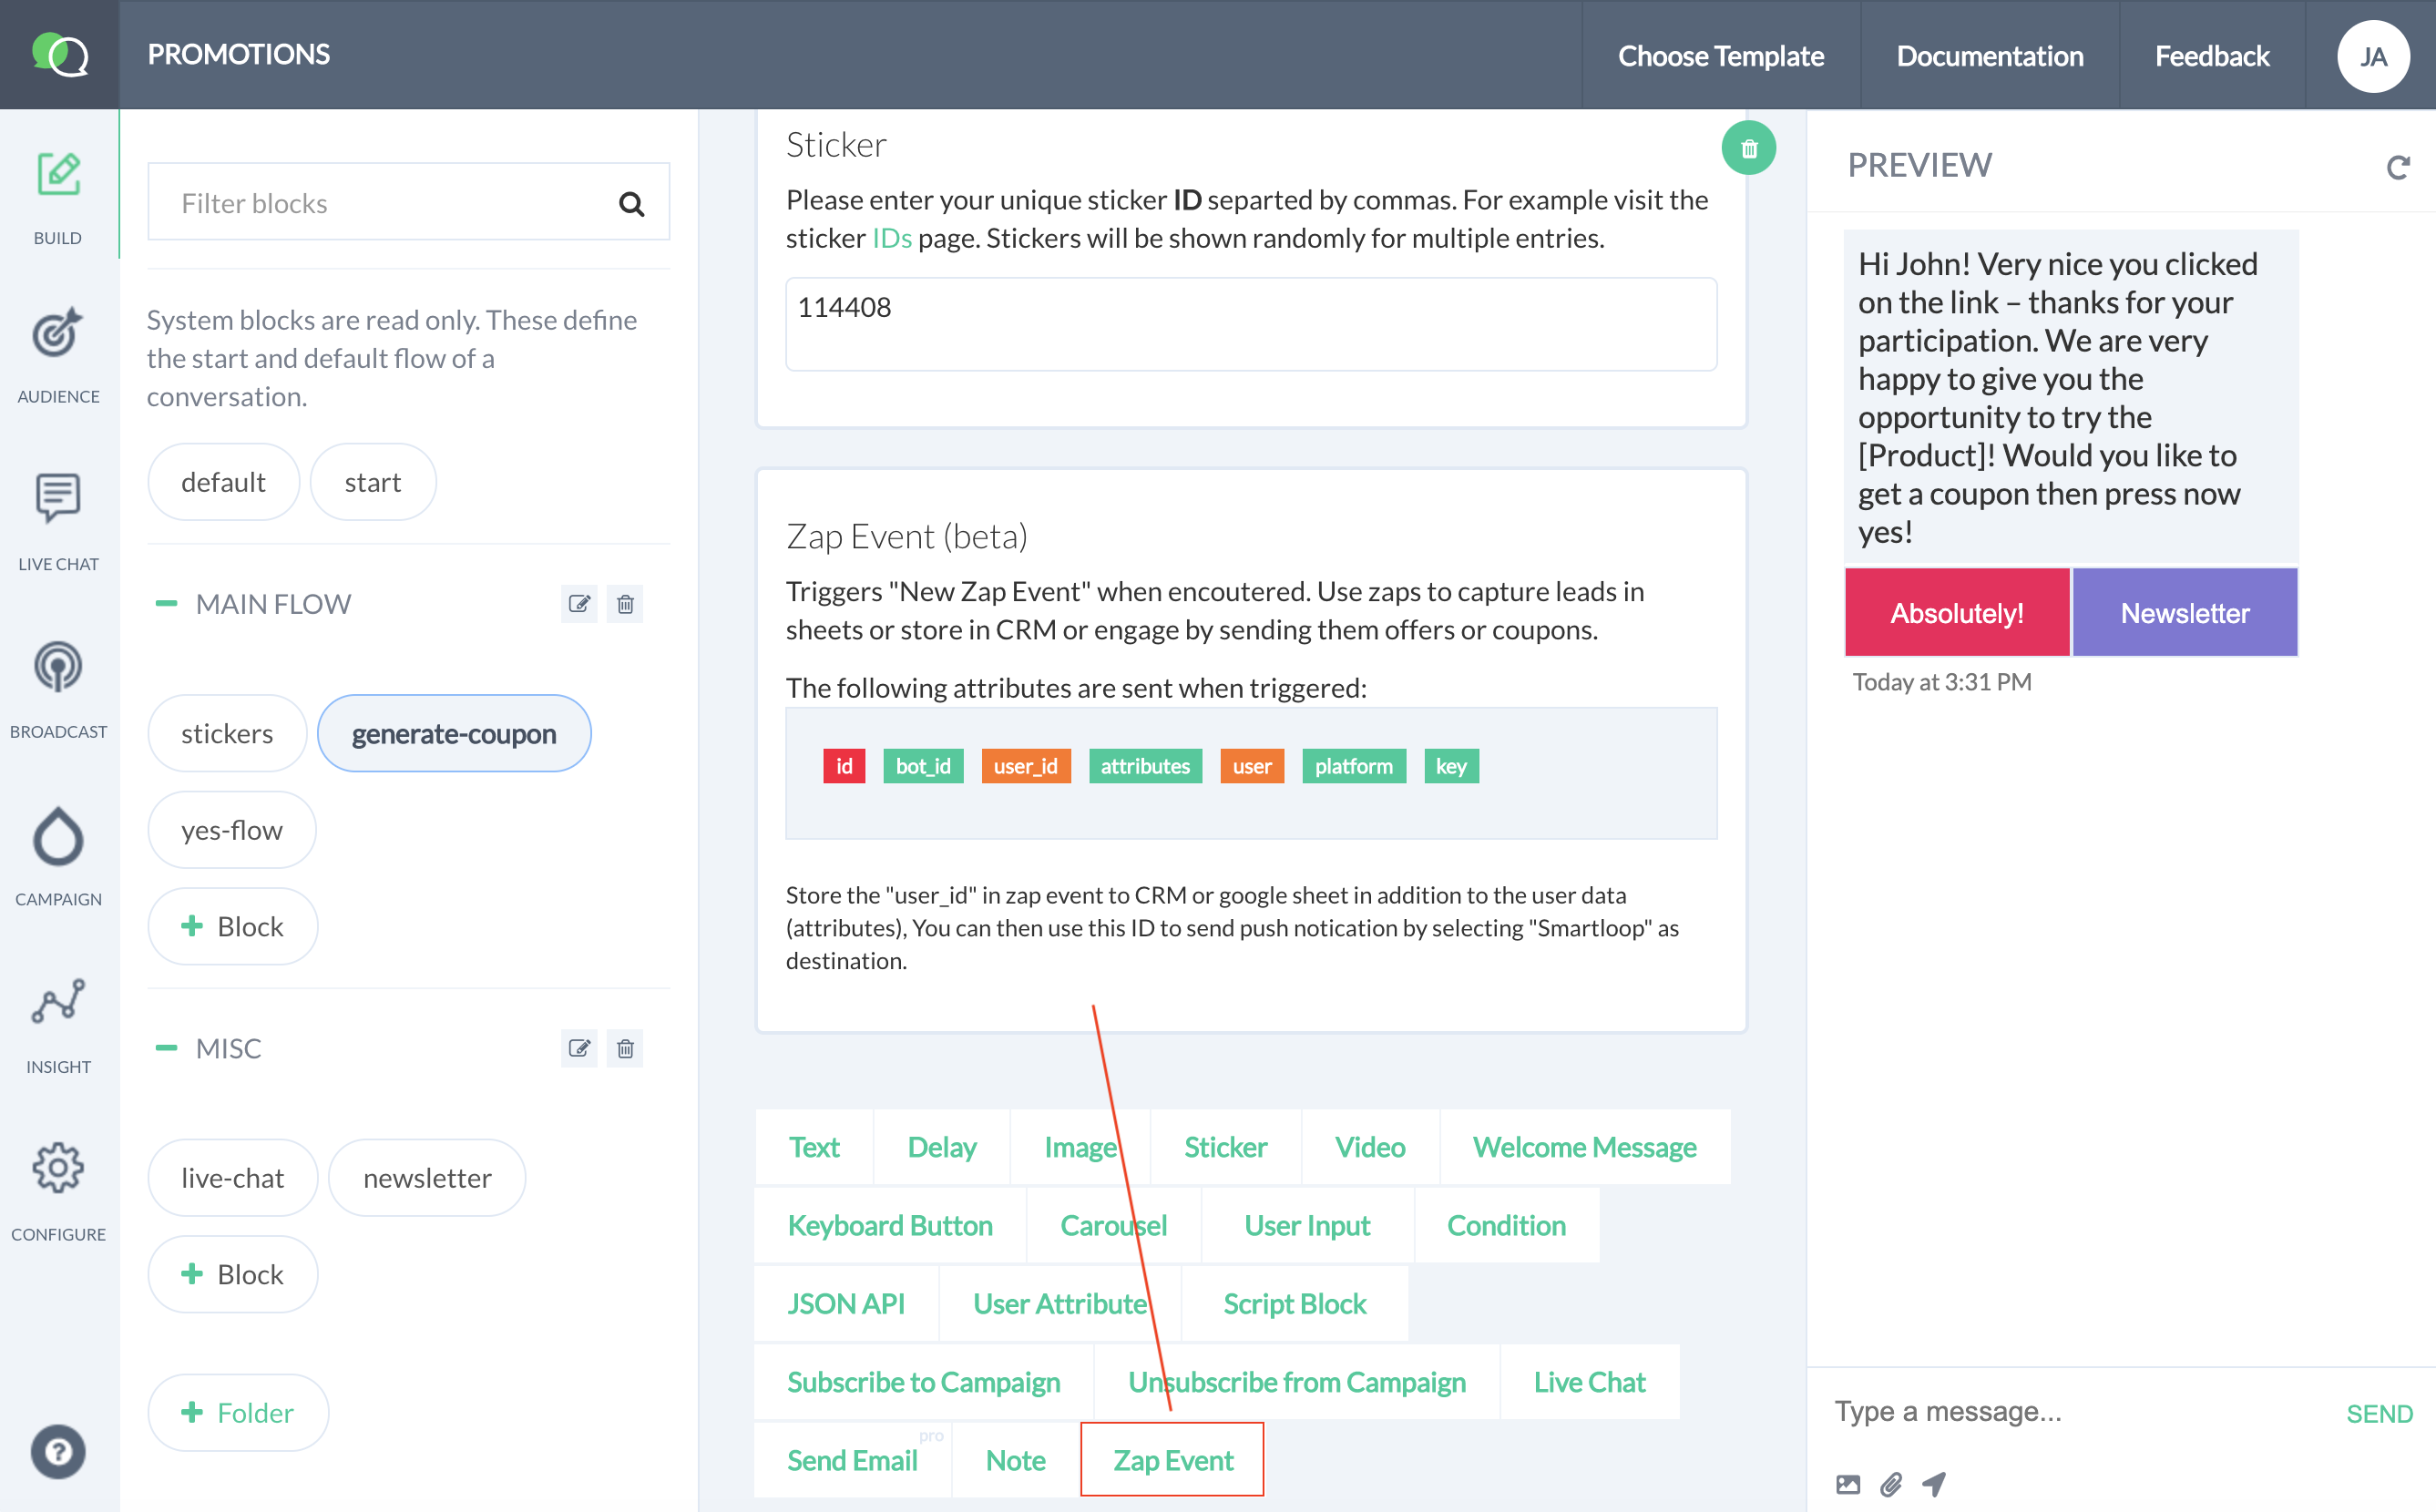 PROMOTIONS
Choose Template
Documentation
Feedback
JA
BUILD
AUDIENCE
LIVE CHAT
BROADCAST
CAMPAIGN
INSIGHT
CONFIGURE
?
Filter blocks
System blocks are read only. These define
the start and default flow of a
conversation.
default
start
MAIN FLOW
stickers
generate-coupon
yes-flow
+ Block
MISC
live-chat
newsletter
+ Block
+ Folder
Sticker
Please enter your unique sticker ID separted by commas. For example visit the
sticker IDs page. Stickers will be shown randomly for multiple entries.
114408
Zap Event (beta)
Triggers "New Zap Event" when encoutered. Use zaps to capture leads in
sheets or store in CRM or engage by sending them offers or coupons.
The following attributes are sent when triggered:
id bot_id user_id attributes user platform key
Store the "user_id" in zap event to CRM or google sheet in addition to the user data
(attributes), You can then use this ID to send push notication by selecting "Smartloop" as
destination.
Text Delay Image Sticker Video Welcome Message
Keyboard Button Carousel User Input Condition
JSON API User Attribute Script Block
Subscribe to Campaign Unsubscribe from Campaign Live Chat
Send Email pro Note Zap Event
PREVIEW
Hi John! Very nice you clicked
on the link – thanks for your
participation. We are very
happy to give you the
opportunity to try the
[Product]! Would you like to
get a coupon then press now
yes!
Absolutely! Newsletter
Today at 3:31 PM
Type a message...
SEND